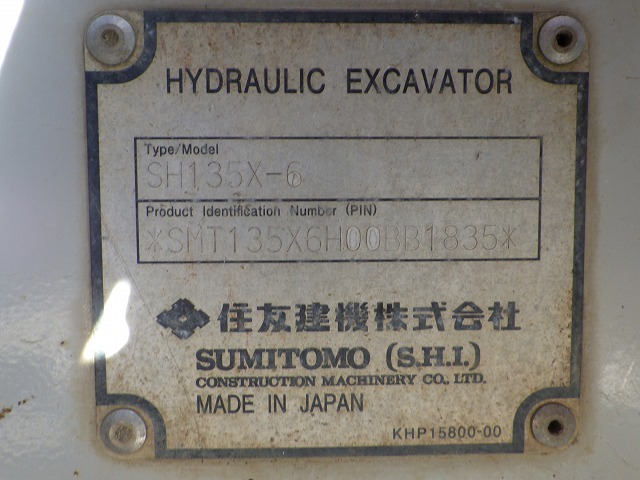 HYDRAULIC EXCAVATOR
Type/Model
SH135X-6
Product Identification Number (PIN)
*SMT135X6H00BB1835*
住友建機株式会社
SUMITOMO (S.H.I.)
CONSTRUCTION MACHINERY CO., LTD.
MADE IN JAPAN
KHP15800-00